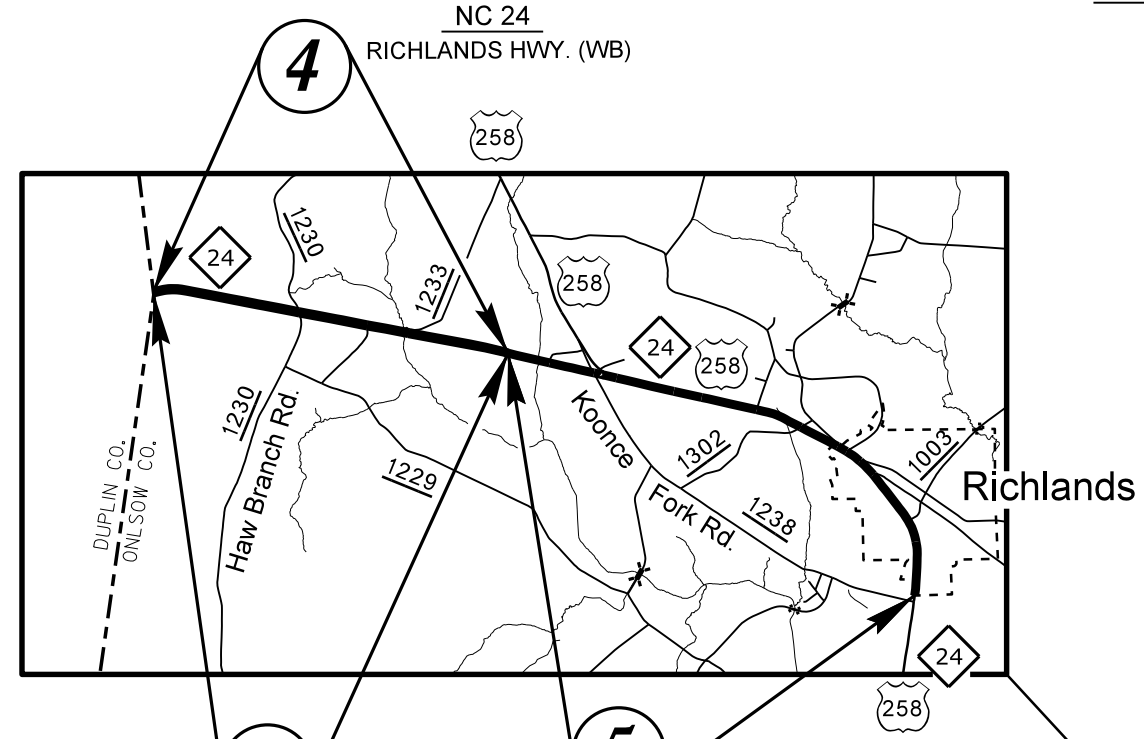 NC 24
RICHLANDS HWY. (WB)
4
258
1230
24
1233
258
24
258
1230
Haw Branch Rd.
1229
Koonce
Fork Rd.
1302
1238
1003
Richlands
DUPLIN CO.
ONLSOW CO.
24
258
5